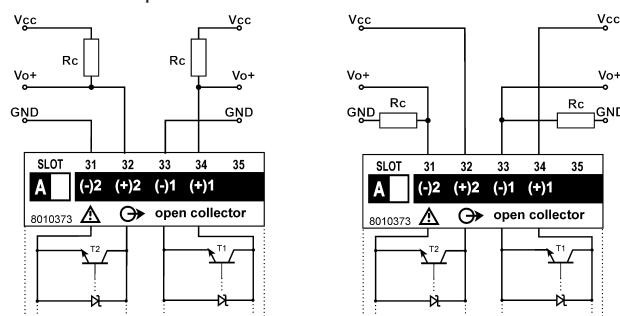 Vcc Vcc Vcc Vcc
Rc Rc
Vo+ Vo+ Vo+ Vo+
GND GND GND Rc Rc GND
SLOT 31 32 33 34 35 SLOT 31 32 33 34 35
A (-)2 (+)2 (-)1 (+)1 A (-)2 (+)2 (-)1 (+)1
8010373 open collector 8010373 open collector
T2 T1 T2 T1